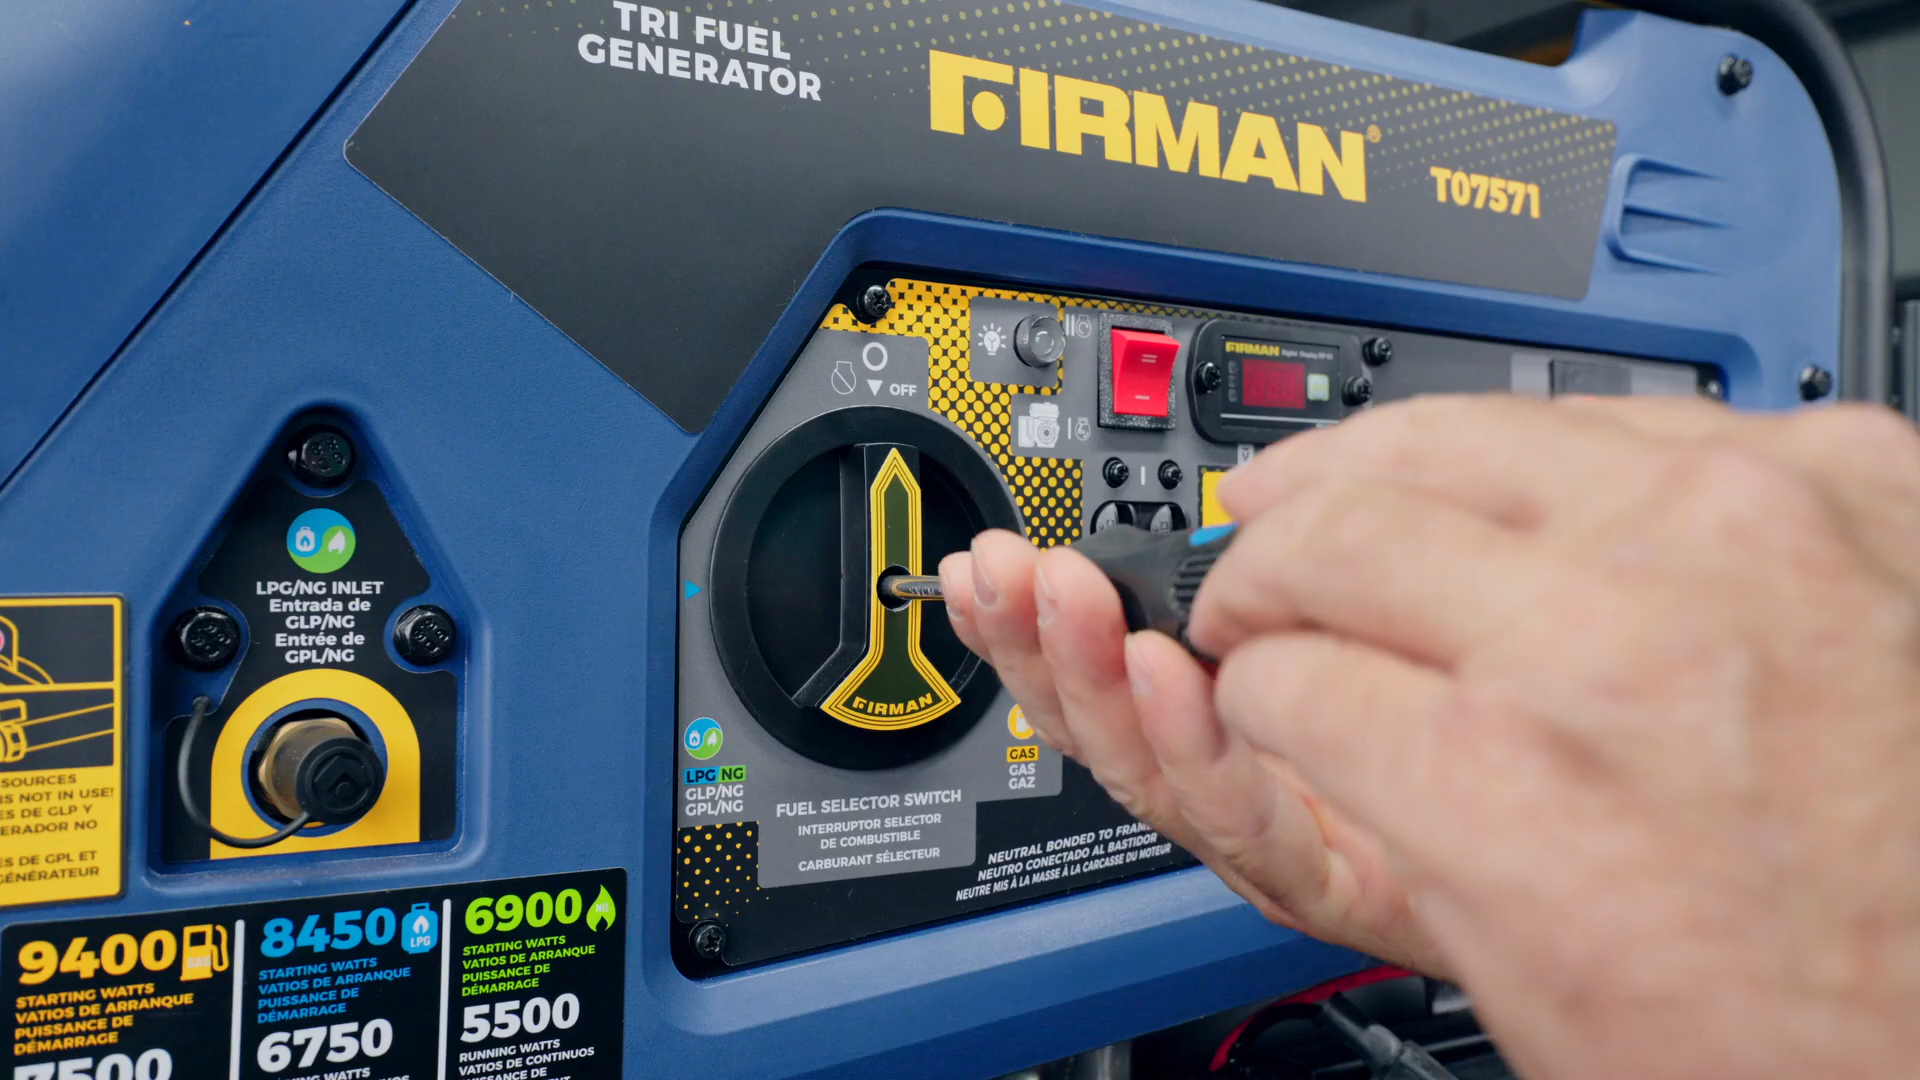 TRI FUEL
GENERATOR
FIRMAN®
T07571
OFF
FIRMAN
LPG/NG INLET
Entrada de
GLP/NG
Entrée de
GPL/NG
FIRMAN
LPG NG
GLP/NG
GPL/NG
GAS
GAS
GAZ
FUEL SELECTOR SWITCH
INTERRUPTOR SELECTOR
DE COMBUSTIBLE
CARBURANT SÉLECTEUR
NEUTRAL BONDED TO FRAME
NEUTRO CONECTADO AL BASTIDOR
NEUTRE MIS À LA MASSE À LA CARCASSE DU MOTEUR
SOURCES
IS NOT IN USE!
ES DE GLP Y
ERADOR NO
ES DE GPL ET
GÉNÉRATEUR
9400 GAS
STARTING WATTS
VATIOS DE ARRANQUE
PUISSANCE DE
DÉMARRAGE
7500
8450 LPG
STARTING WATTS
VATIOS DE ARRANQUE
PUISSANCE DE
DÉMARRAGE
6750
WATTS
6900 NG
STARTING WATTS
VATIOS DE ARRANQUE
PUISSANCE DE
DÉMARRAGE
5500
RUNNING WATTS
VATIOS DE CONTINUOS